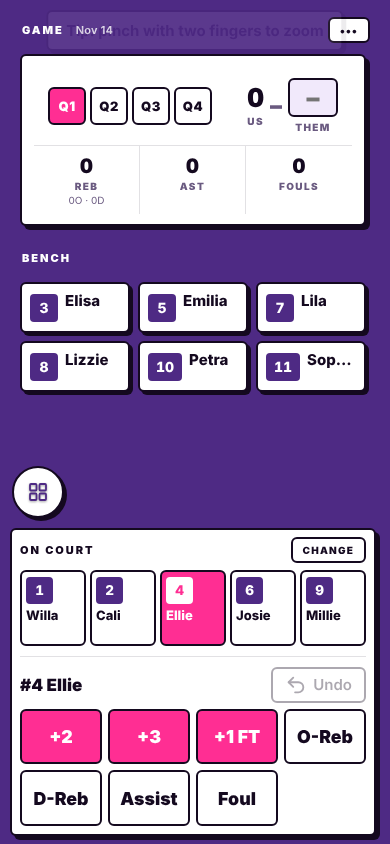 GAME Nov 14 •••
pinch with two fingers to zoom
Q1 Q2 Q3 Q4
0 – –
US THEM
0 0 0
REB AST FOULS
0O · 0D
BENCH
3 Elisa 5 Emilia 7 Lila
8 Lizzie 10 Petra 11 Sop...
ON COURT CHANGE
1 2 4 6 9
Willa Cali Ellie Josie Millie
#4 Ellie Undo
+2 +3 +1 FT O-Reb
D-Reb Assist Foul